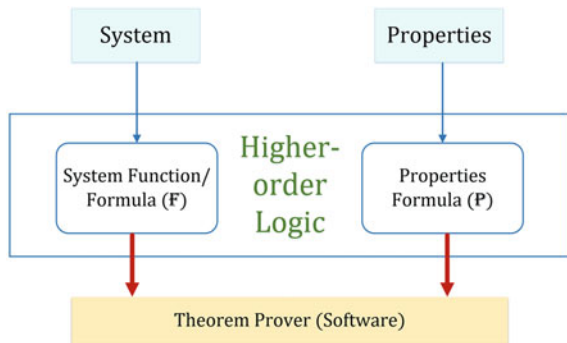 System
Properties
System Function/
Formula (F)
Higher-
order
Logic
Properties
Formula (P)
Theorem Prover (Software)